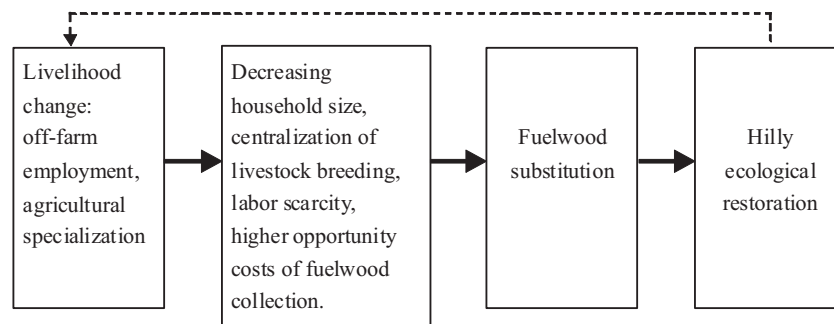 Livelihood
change:
off-farm
employment,
agricultural
specialization
Decreasing
household size,
centralization of
livestock breeding,
labor scarcity,
higher opportunity
costs of fuelwood
collection.
Fuelwood
substitution
Hilly
ecological
restoration